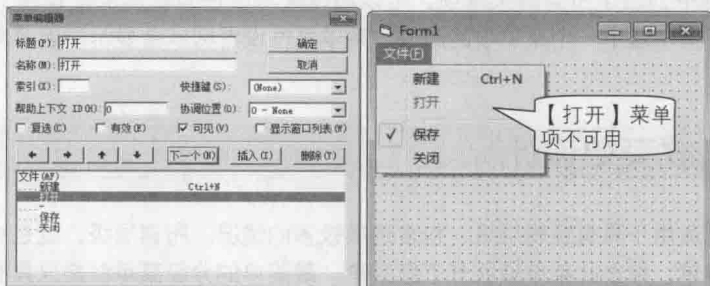 菜单编辑器
标题(P): 打开
确定
名称(M): 打开
取消
索引(X):
快捷键(S): (None)
帮助上下文 ID(H): 0
协调位置(O): 0 - None
复选(C) 有效(E) 可见(V) 显示窗口列表(W)
下一个(N) 插入(I) 删除(T)
文件(&F)
....新建 Ctrl+N
....打开
....-
....保存
....关闭
Form1
文件(F)
新建 Ctrl+N
打开
保存
关闭
【打开】菜单
项不可用